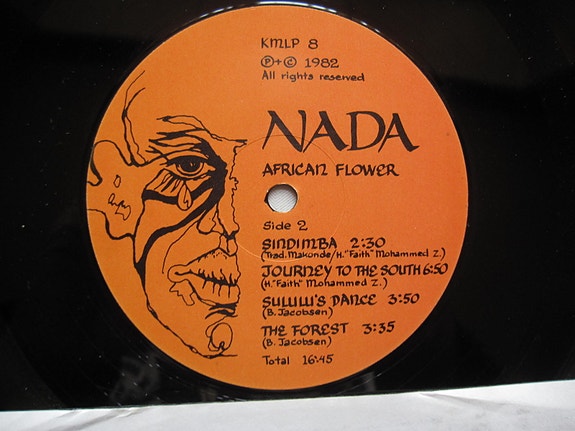 KMLP 8
℗+© 1982
All rights reserved
NADA
AFRICAN FLOWER
Side 2
SINDIMBA 2:30
(Trad. Makonde/H."Faith" Mohammed Z.)
JOURNEY TO THE SOUTH 6:50
(H."Faith" Mohammed Z.)
SULULU'S DANCE 3:50
(B. Jacobsen)
THE FOREST 3:35
(B. Jacobsen)
Total 16:45